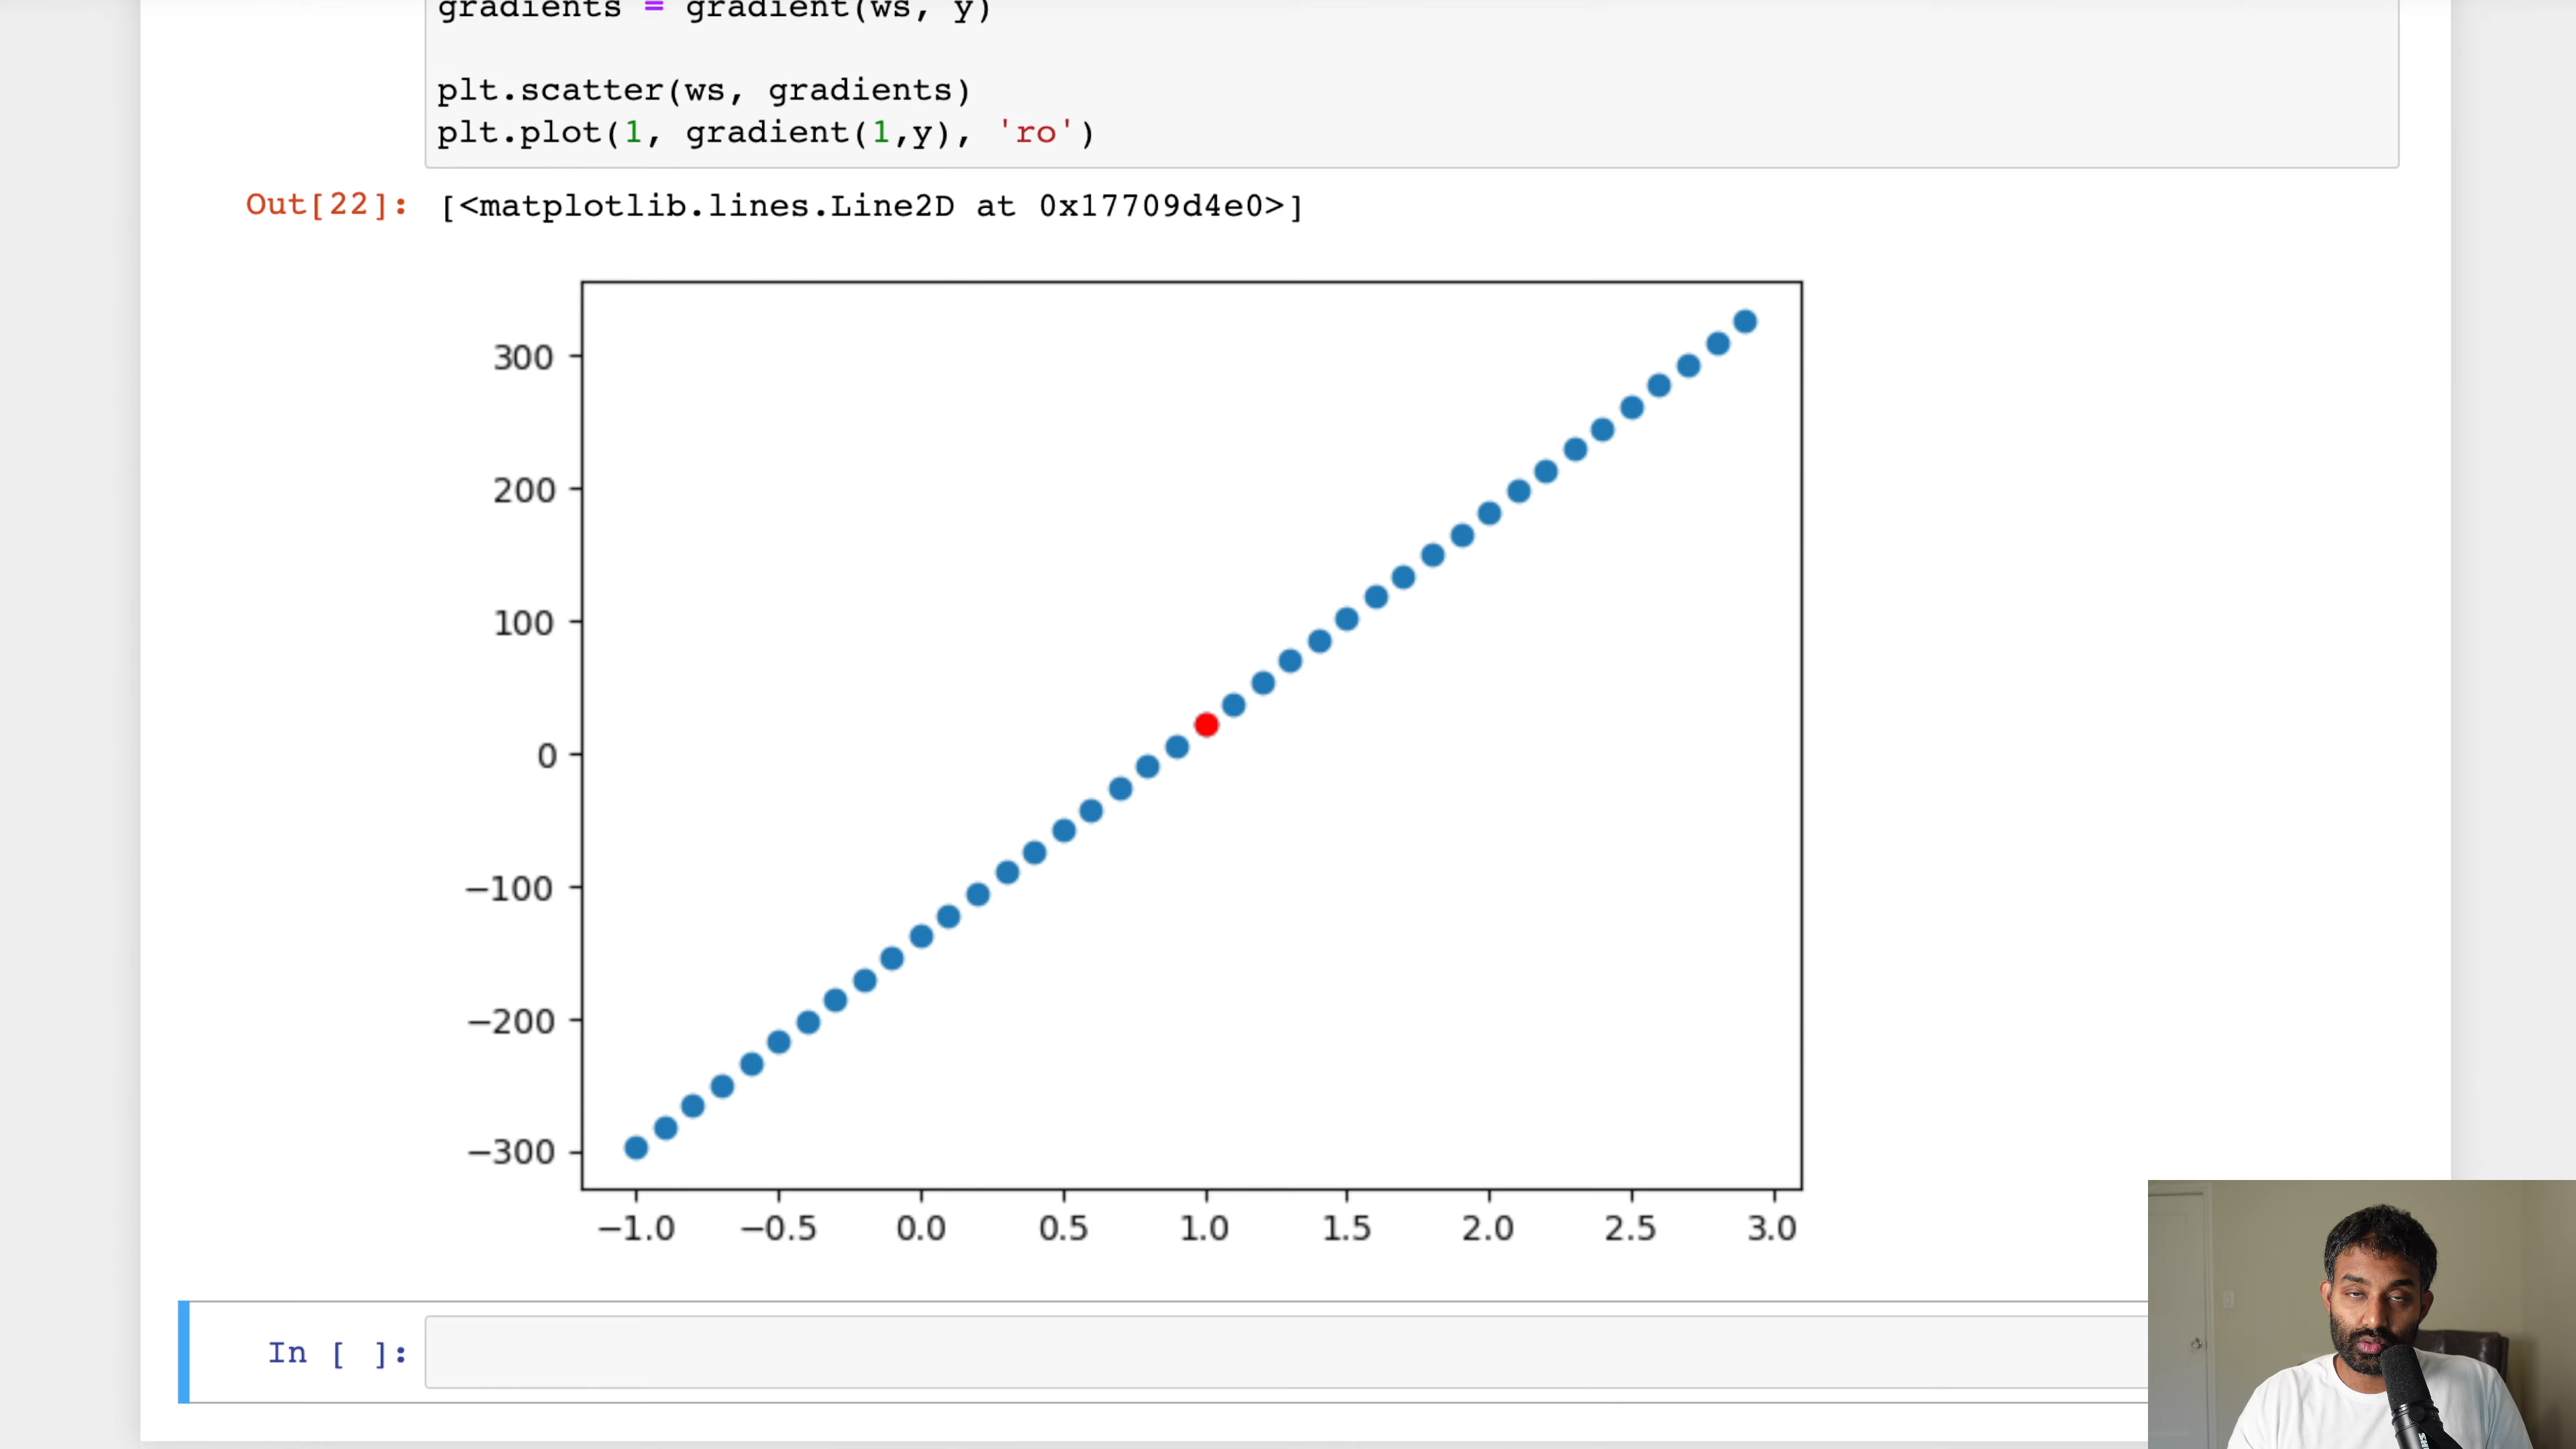 gradients = gradient(ws, y)
plt.scatter(ws, gradients)
plt.plot(1, gradient(1,y), 'ro')
Out[22]: [<matplotlib.lines.Line2D at 0x17709d4e0>]
300
200
100
0
−100
−200
−300
−1.0 −0.5 0.0 0.5 1.0 1.5 2.0 2.5 3.0
In [ ]: